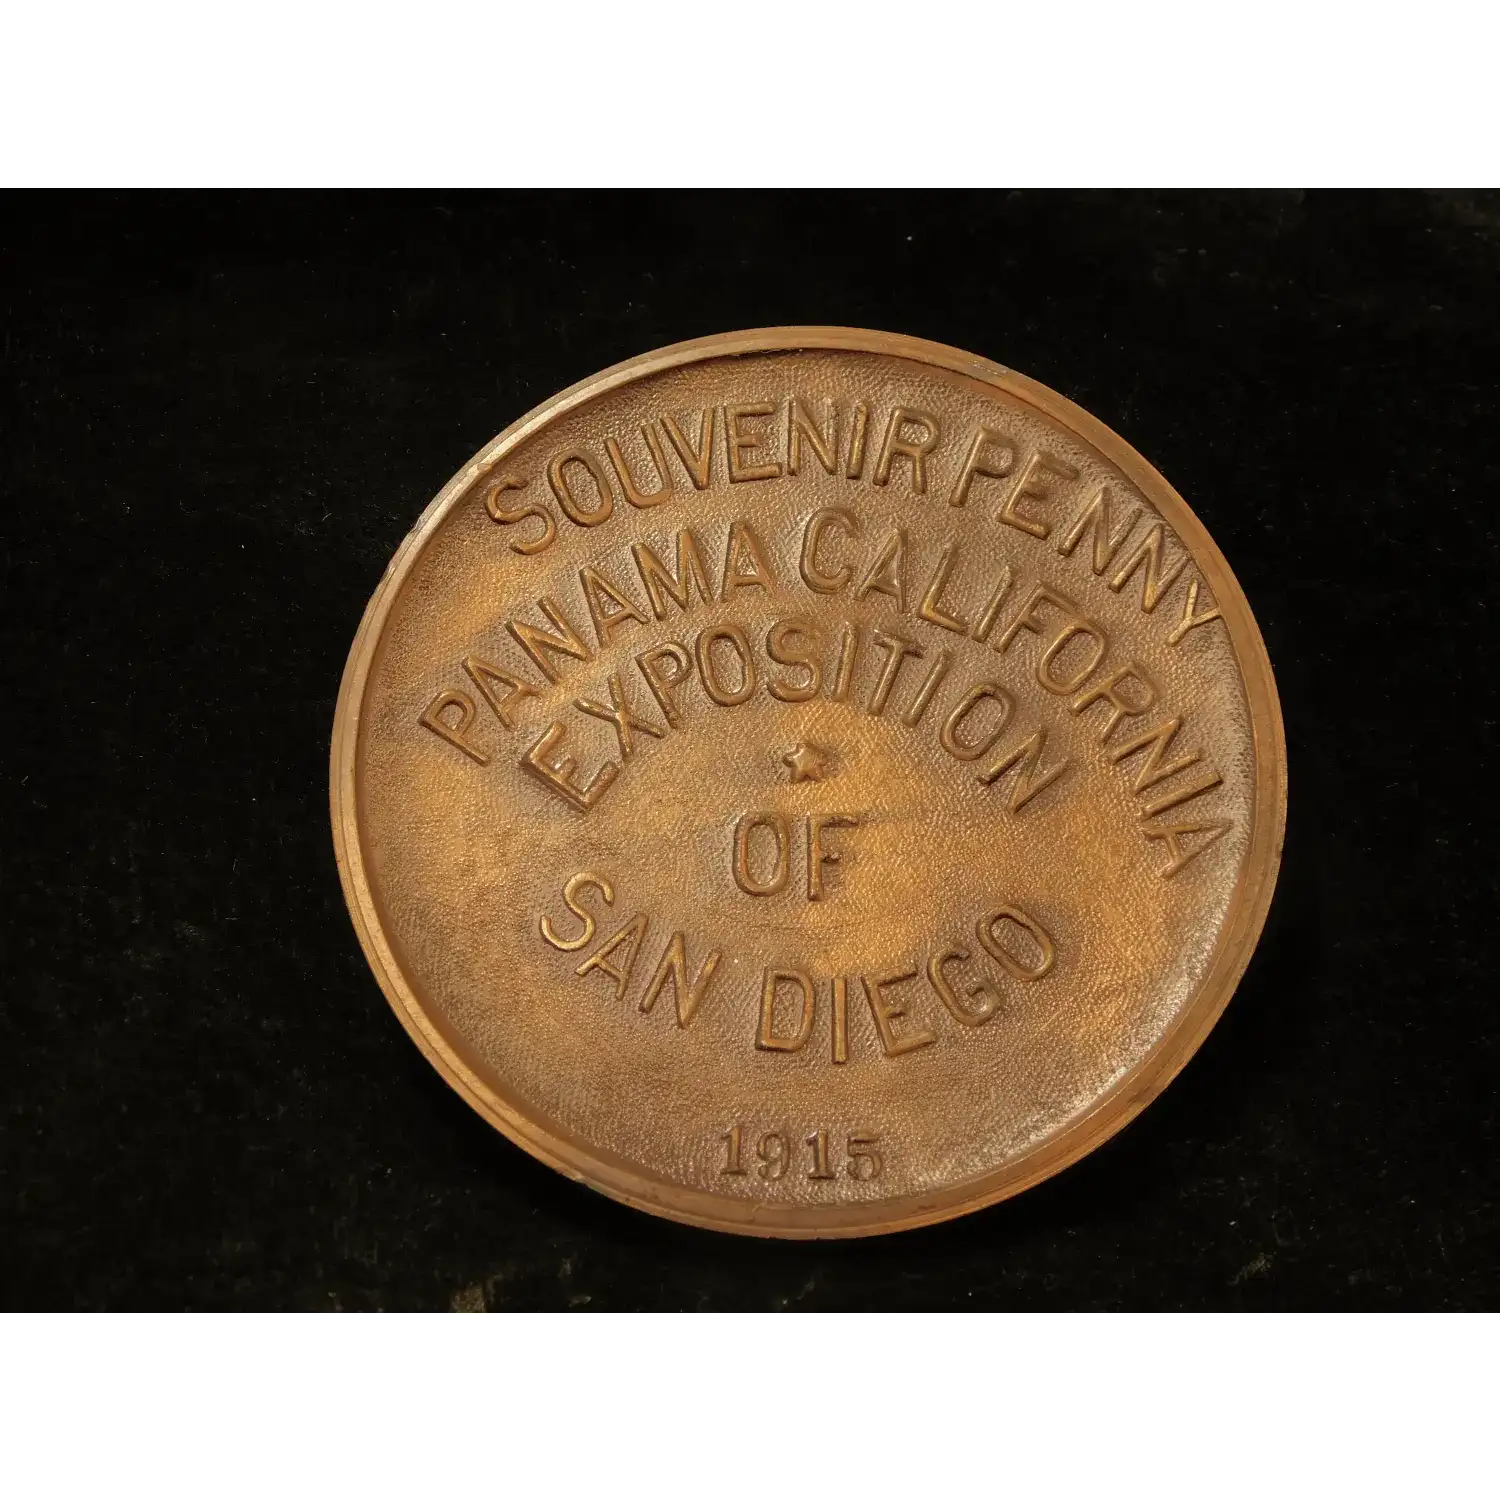 SOUVENIR PENNY
PANAMA CALIFORNIA
EXPOSITION
OF
SAN DIEGO
1915